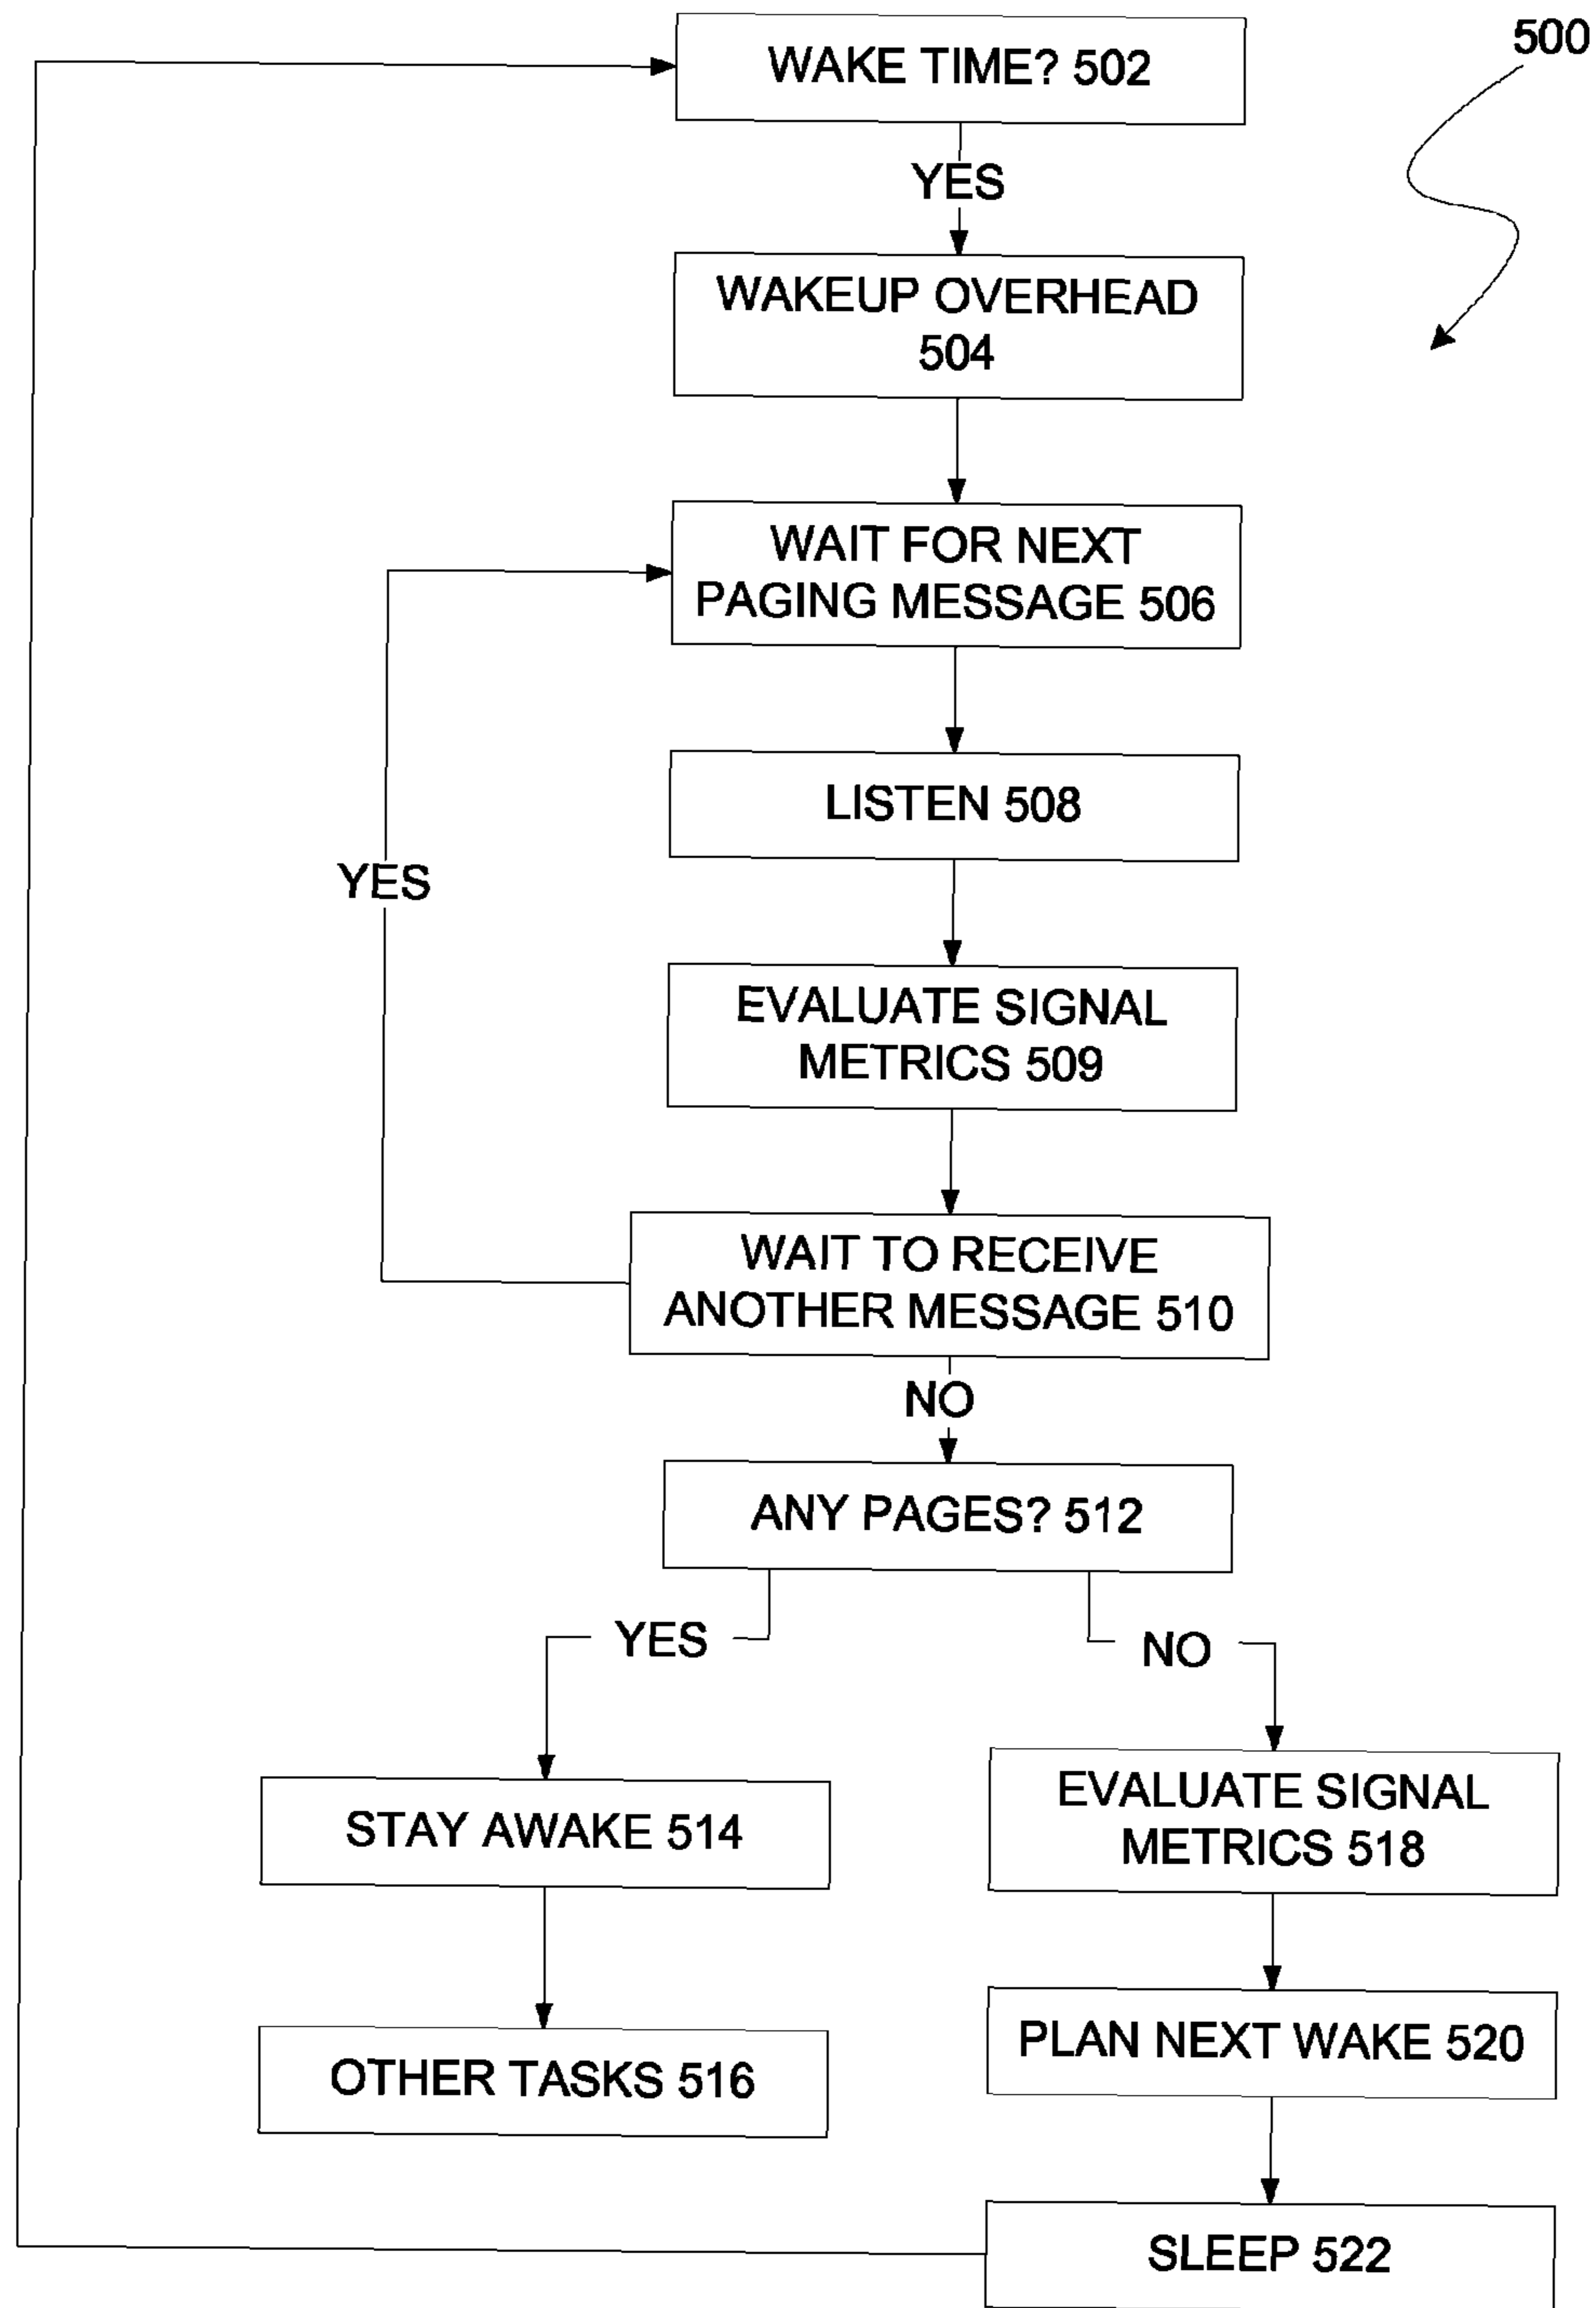 500
WAKE TIME? 502
YES
WAKEUP OVERHEAD
504
WAIT FOR NEXT
PAGING MESSAGE 506
LISTEN 508
YES
EVALUATE SIGNAL
METRICS 509
WAIT TO RECEIVE
ANOTHER MESSAGE 510
NO
ANY PAGES? 512
YES
NO
STAY AWAKE 514
EVALUATE SIGNAL
METRICS 518
OTHER TASKS 516
PLAN NEXT WAKE 520
SLEEP 522